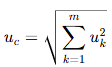 $u_c = \sqrt{\sum_{k=1}^{m} u_k^2}$